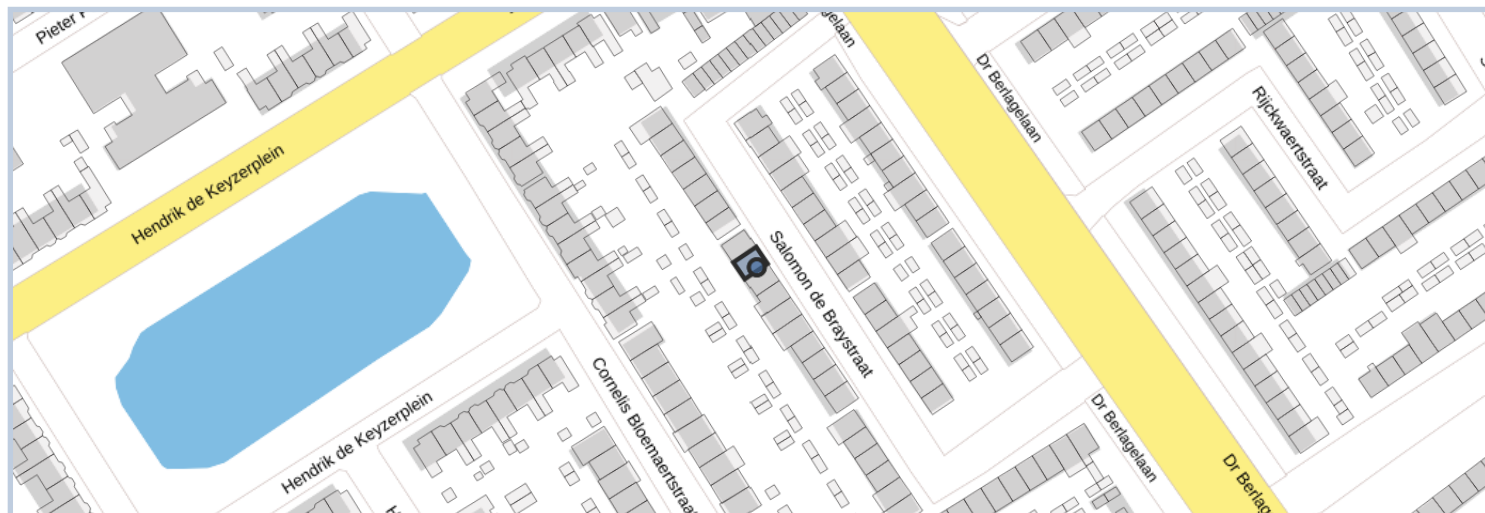 Pieter
Berlagelaan
Dr Berlagelaan
Rijckwaertstraat
Hendrik de Keyzerplein
Salomon de Braystraat
Hendrik de Keyzerplein
Cornelis Bloemaertstraat
Dr Berlagelaan
Dr Berlag